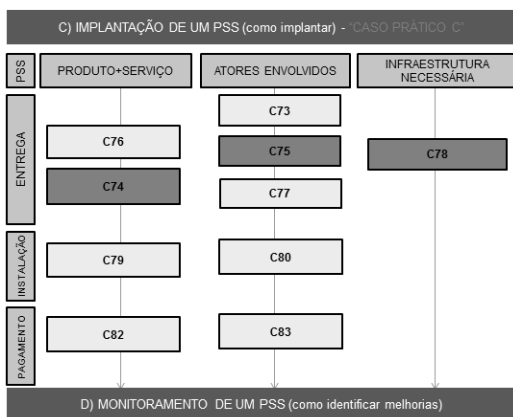 C) IMPLANTAÇÃO DE UM PSS (como implantar) - "CASO PRÁTICO C"
PSS
PRODUTO+SERVIÇO
ATORES ENVOLVIDOS
INFRAESTRUTURA
NECESSÁRIA
ENTREGA
C73
C76
C75
C78
C74
C77
INSTALAÇÃO
C79
C80
PAGAMENTO
C82
C83
D) MONITORAMENTO DE UM PSS (como identificar melhorias)